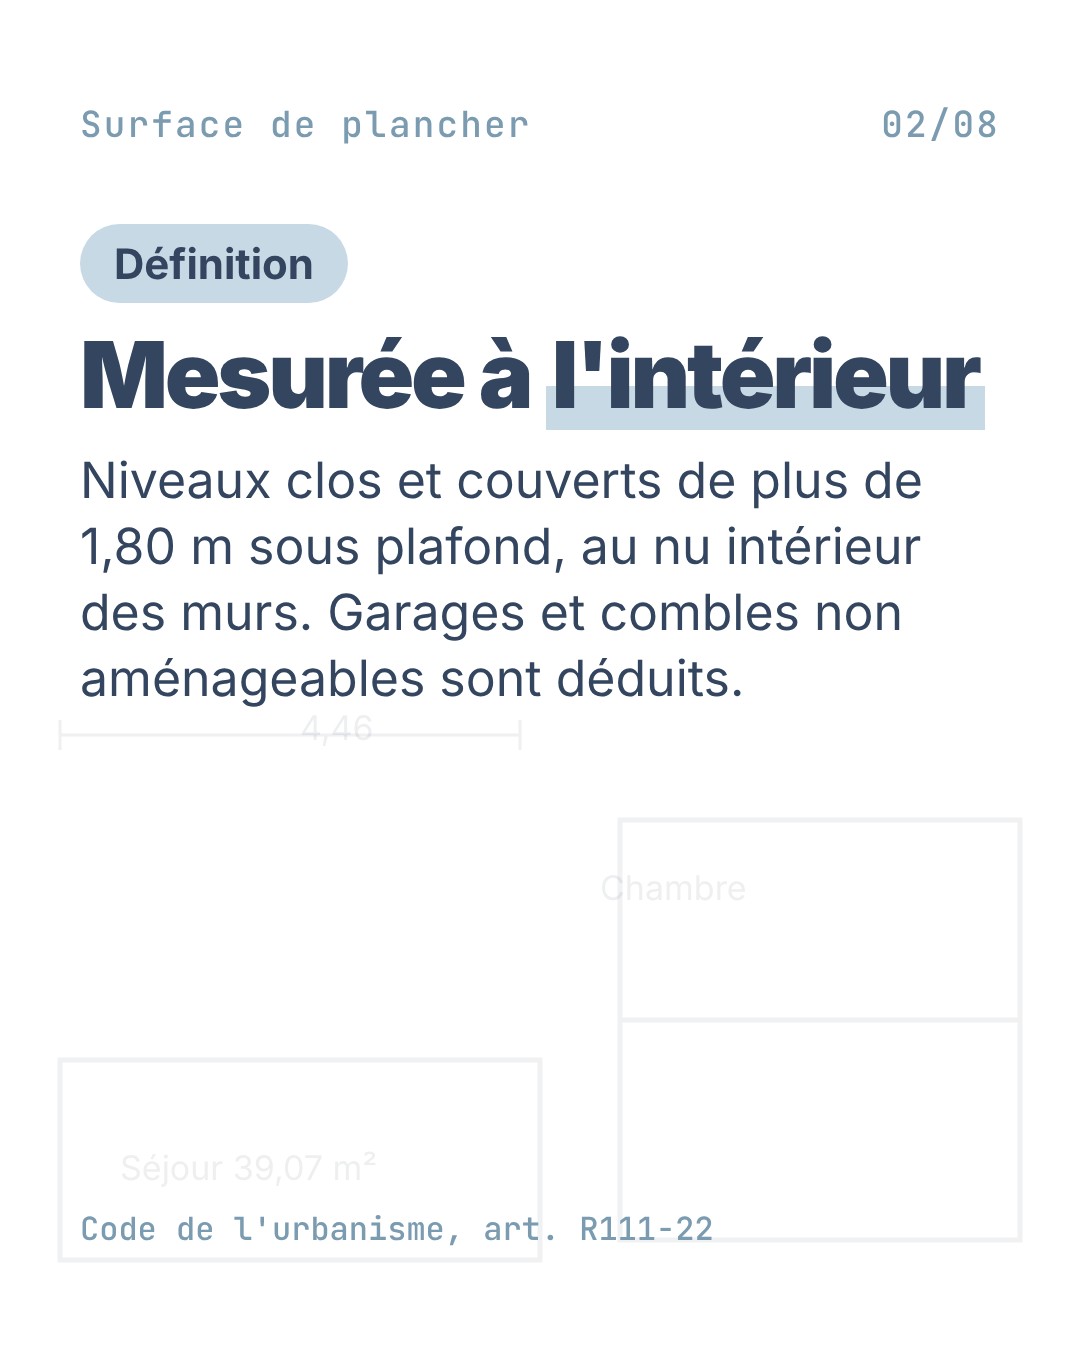 Surface de plancher 02/08
Définition
Mesurée à l'intérieur
Niveaux clos et couverts de plus de
1,80 m sous plafond, au nu intérieur
des murs. Garages et combles non
aménageables sont déduits.
4,46
Chambre
Séjour 39,07 m²
Code de l'urbanisme, art. R111-22